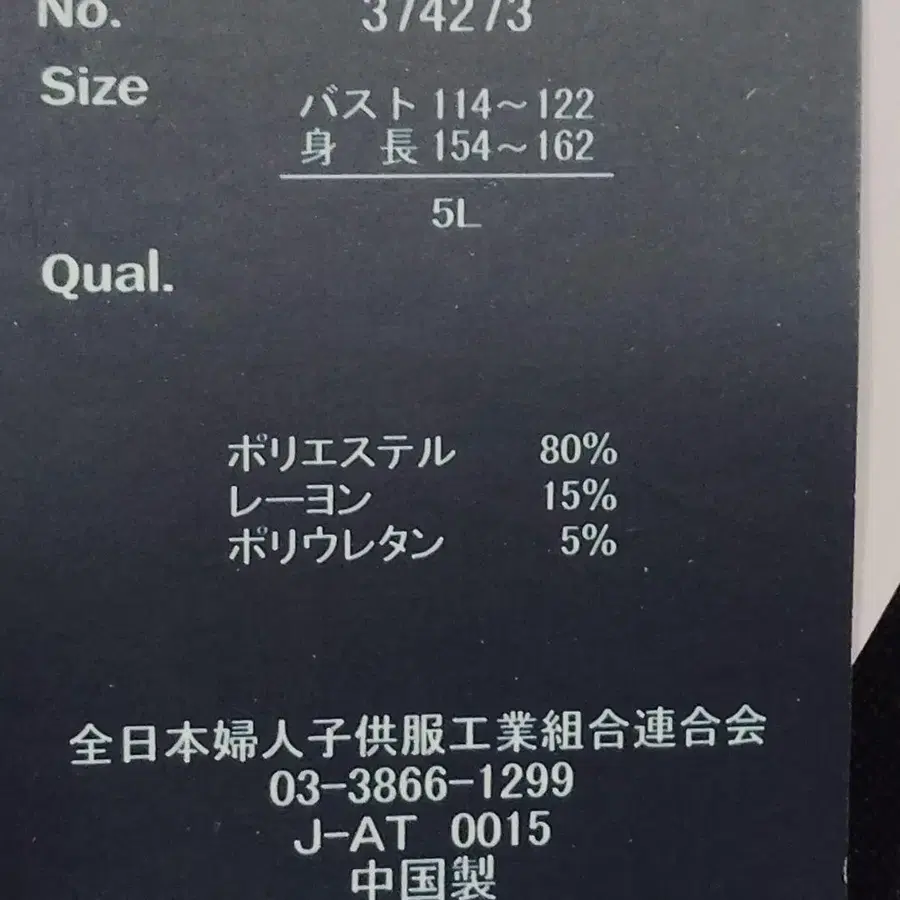 No. 374273
Size
バスト 114～122
身 長 154～162
5L
Qual.
ポリエステル 80%
レーヨン 15%
ポリウレタン 5%
全日本婦人子供服工業組合連合会
03-3866-1299
J-AT 0015
中国製